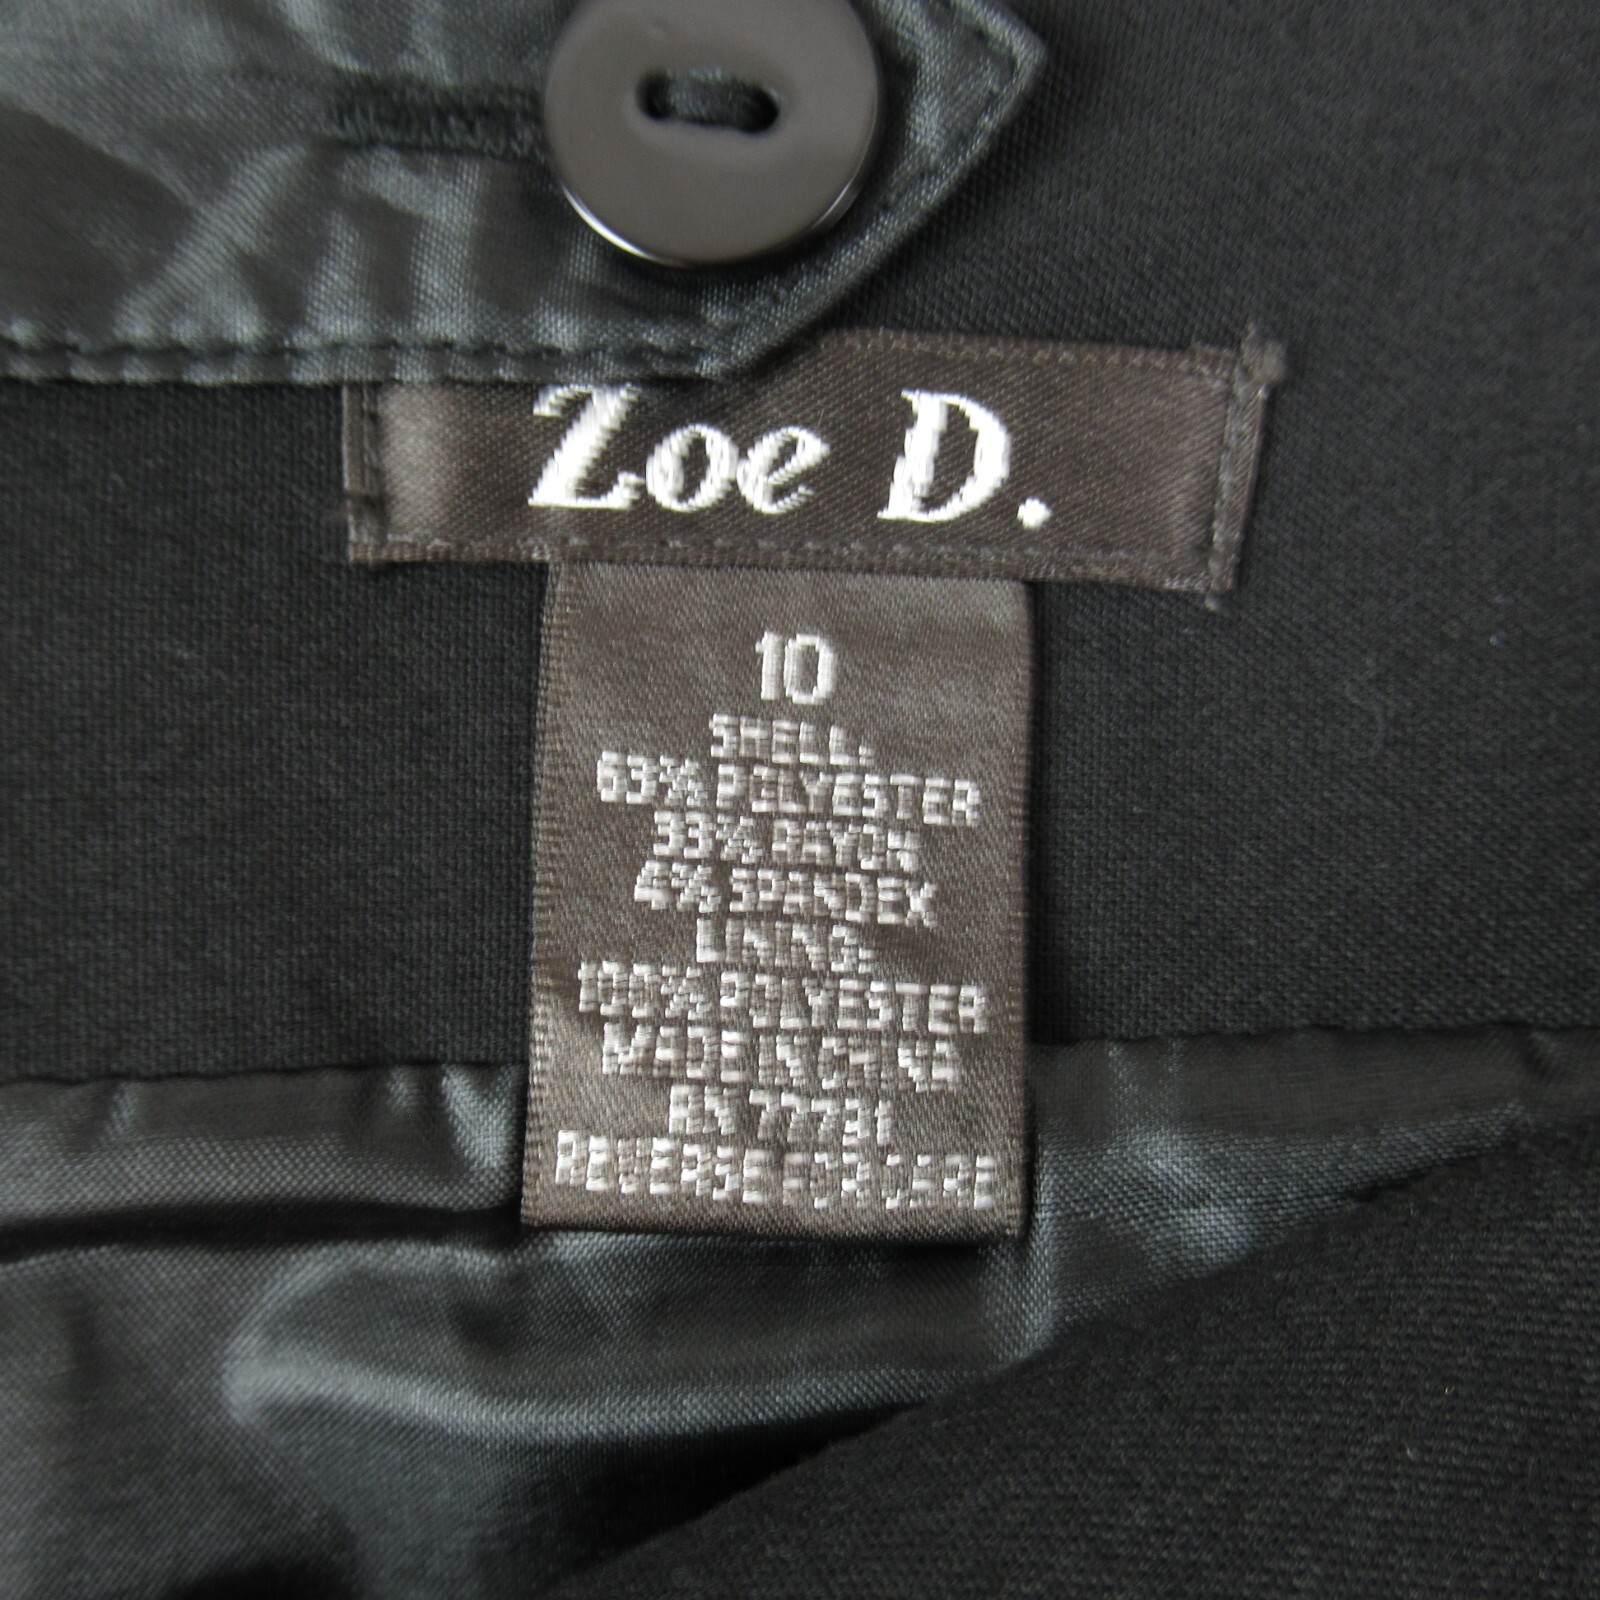 Zoe D.
10
SHELL:
63% POLYESTER
33% RAYON
4% SPANDEX
LINING:
100% POLYESTER
MADE IN CHINA
RN 77731
REVERSE FOR CARE